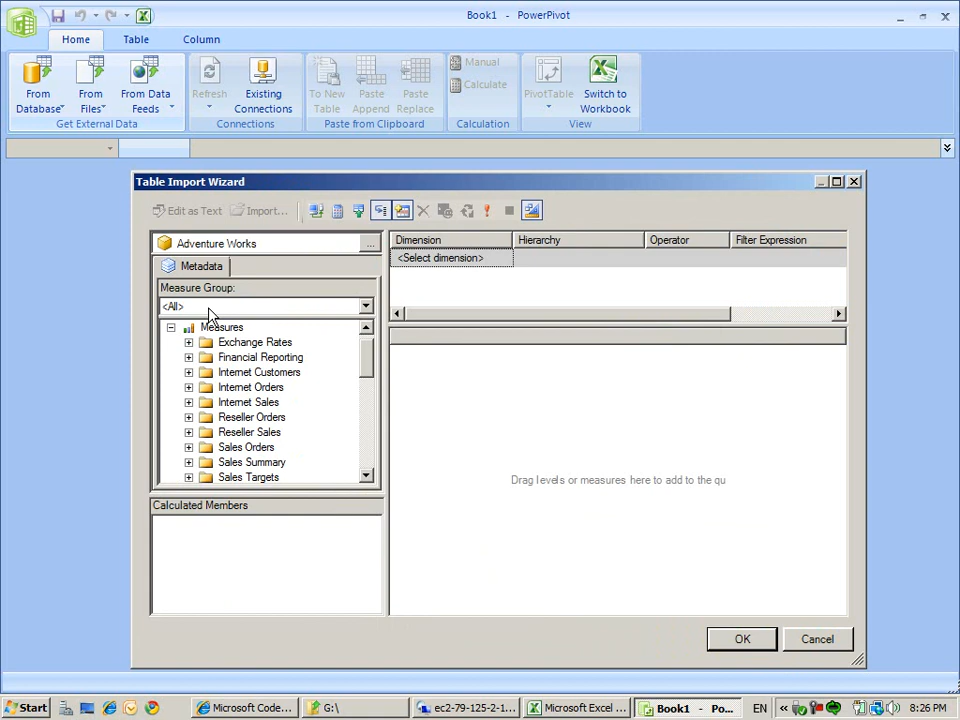 Book1 - PowerPivot
Home Table Column
From Database
From Files
From Data Feeds
Refresh
Existing Connections
To New Table
Paste Append
Paste Replace
Manual
Calculate
PivotTable
Switch to Workbook
Get External Data
Connections
Paste from Clipboard
Calculation
View
Table Import Wizard
Edit as Text
Import...
Adventure Works
...
Metadata
Measure Group:
<All>
Measures
Exchange Rates
Financial Reporting
Internet Customers
Internet Orders
Internet Sales
Reseller Orders
Reseller Sales
Sales Orders
Sales Summary
Sales Targets
Calculated Members
Dimension Hierarchy Operator Filter Expression
<Select dimension>
Drag levels or measures here to add to the qu
OK Cancel
Start
Microsoft Code...
G:\
ec2-79-125-2-1...
Microsoft Excel ...
Book1 - Po...
EN
8:26 PM